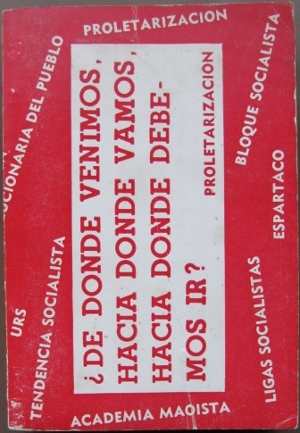 PROLETARIZACION
¿DE DONDE VENIMOS,
HACIA DONDE VAMOS,
HACIA DONDE DEBE-
MOS IR?
PROLETARIZACION
BLOQUE SOCIALISTA
ESPARTACO
LIGAS SOCIALISTAS
ACADEMIA MAOISTA
TENDENCIA SOCIALISTA
URS
DEL PUEBLO